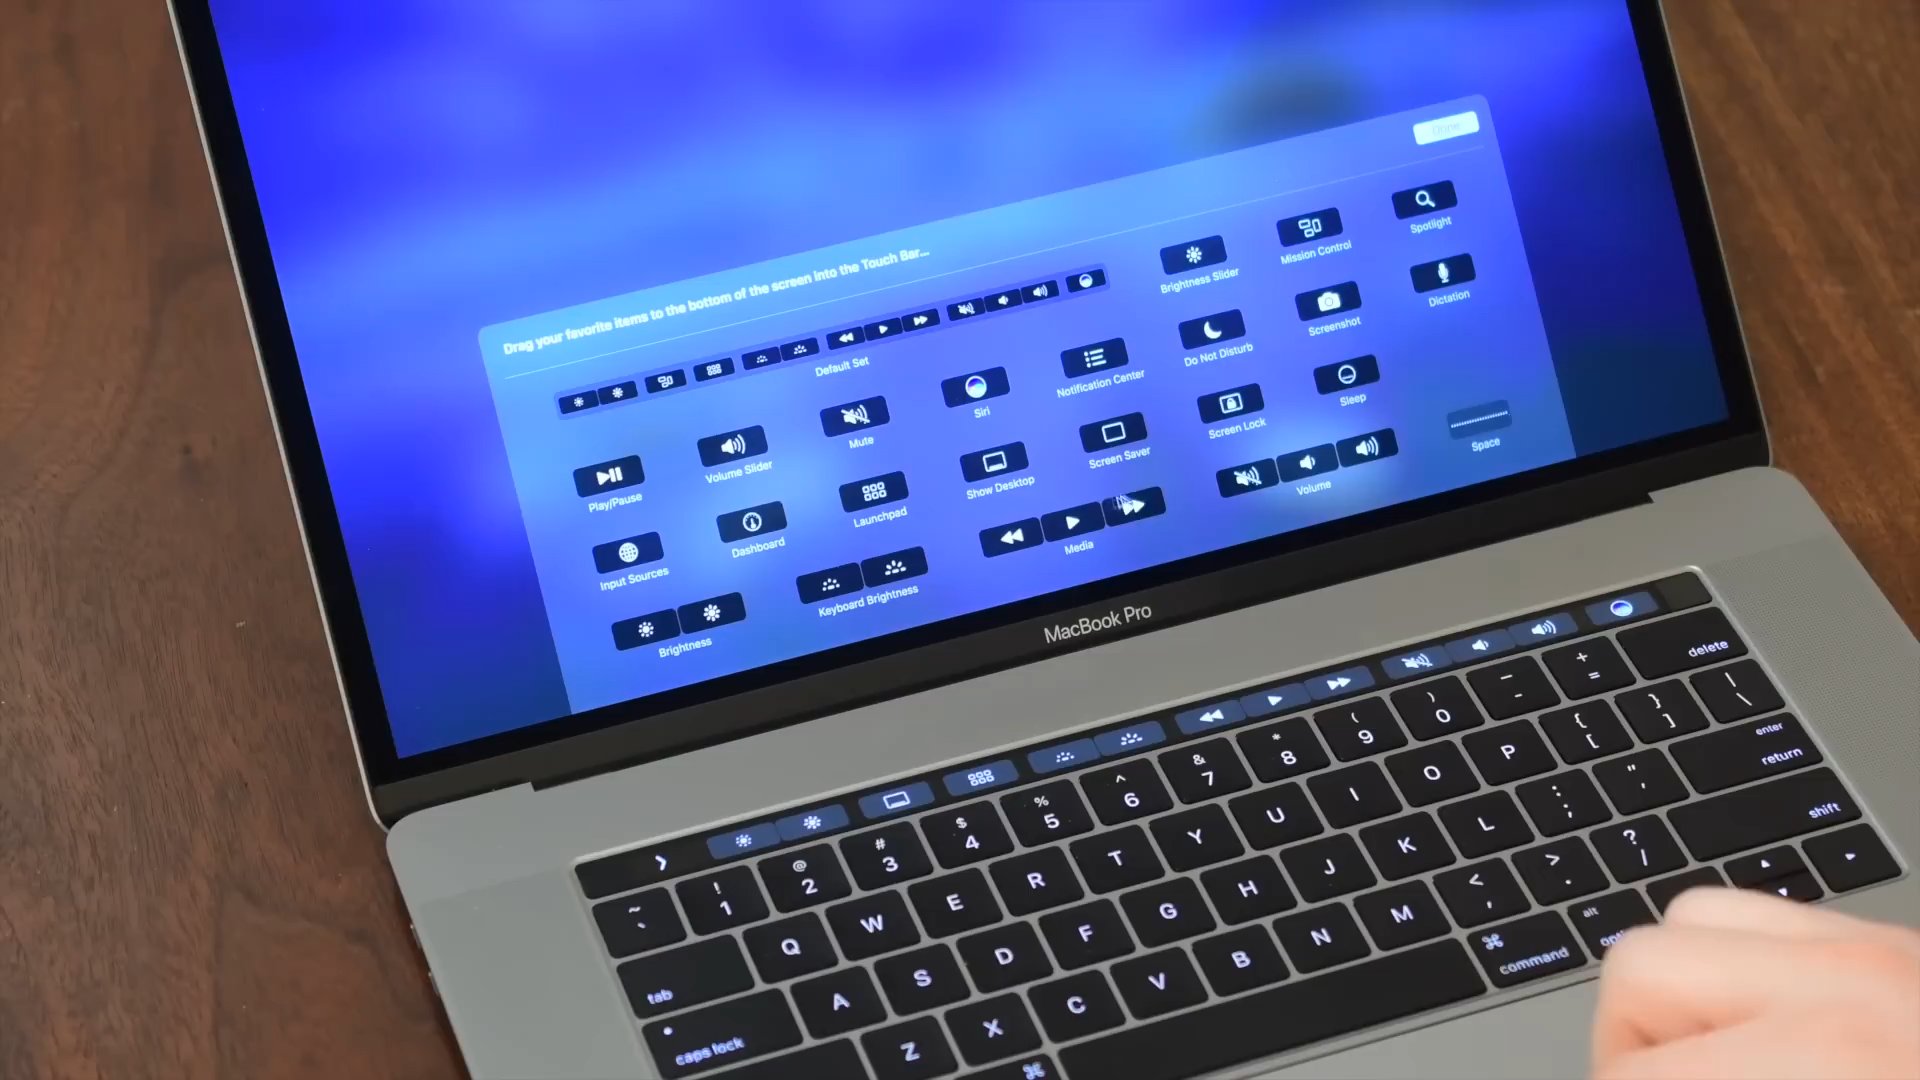 Done
Drag your favorite items to the bottom of the screen into the Touch Bar...
Default Set
Brightness Slider
Mission Control
Spotlight
Play/Pause
Volume Slider
Mute
Siri
Notification Center
Do Not Disturb
Screenshot
Dictation
Input Sources
Dashboard
Launchpad
Show Desktop
Screen Saver
Screen Lock
Sleep
Brightness
Keyboard Brightness
Media
Volume
Space
MacBook Pro
~ ` ! 1 @ 2 # 3 $ 4 % 5 ^ 6 & 7 * 8 ( 9 ) 0 — - + = delete
tab Q W E R T Y U I O P { [ } ] | \
caps lock A S D F G H J K L : ; " ' enter return
Z X C V B N M < , > . ? / shift
⌘ ⌘ command alt